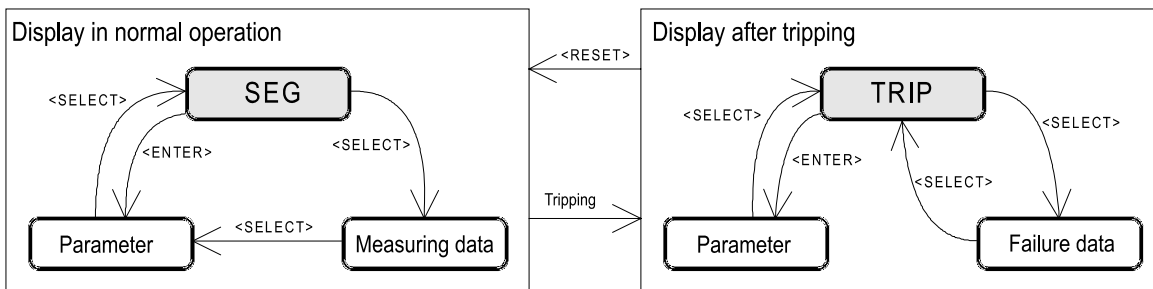 Display in normal operation
SEG
<SELECT>
<ENTER>
<SELECT>
Parameter
<SELECT>
Measuring data
<RESET>
Tripping
Display after tripping
TRIP
<SELECT>
<ENTER>
<SELECT>
<SELECT>
Parameter
Failure data